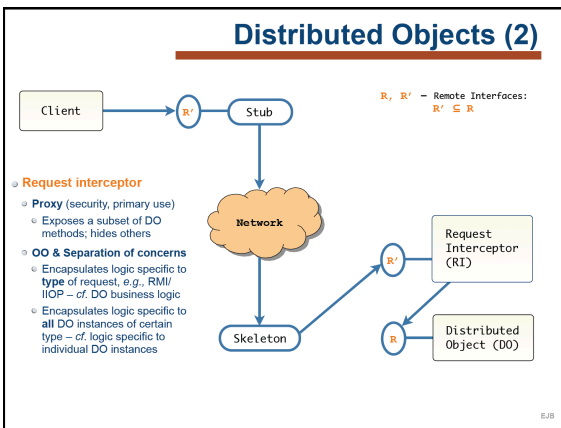 Distributed Objects (2)
Client
R′
Stub
R, R′ – Remote Interfaces:
R′ ⊆ R
Request interceptor
Proxy (security, primary use)
Exposes a subset of DO
methods; hides others
OO & Separation of concerns
Encapsulates logic specific to
type of request, e.g., RMI/
IIOP – cf. DO business logic
Encapsulates logic specific to
all DO instances of certain
type – cf. logic specific to
individual DO instances
Network
Skeleton
R′
Request
Interceptor
(RI)
R
Distributed
Object (DO)
EJB